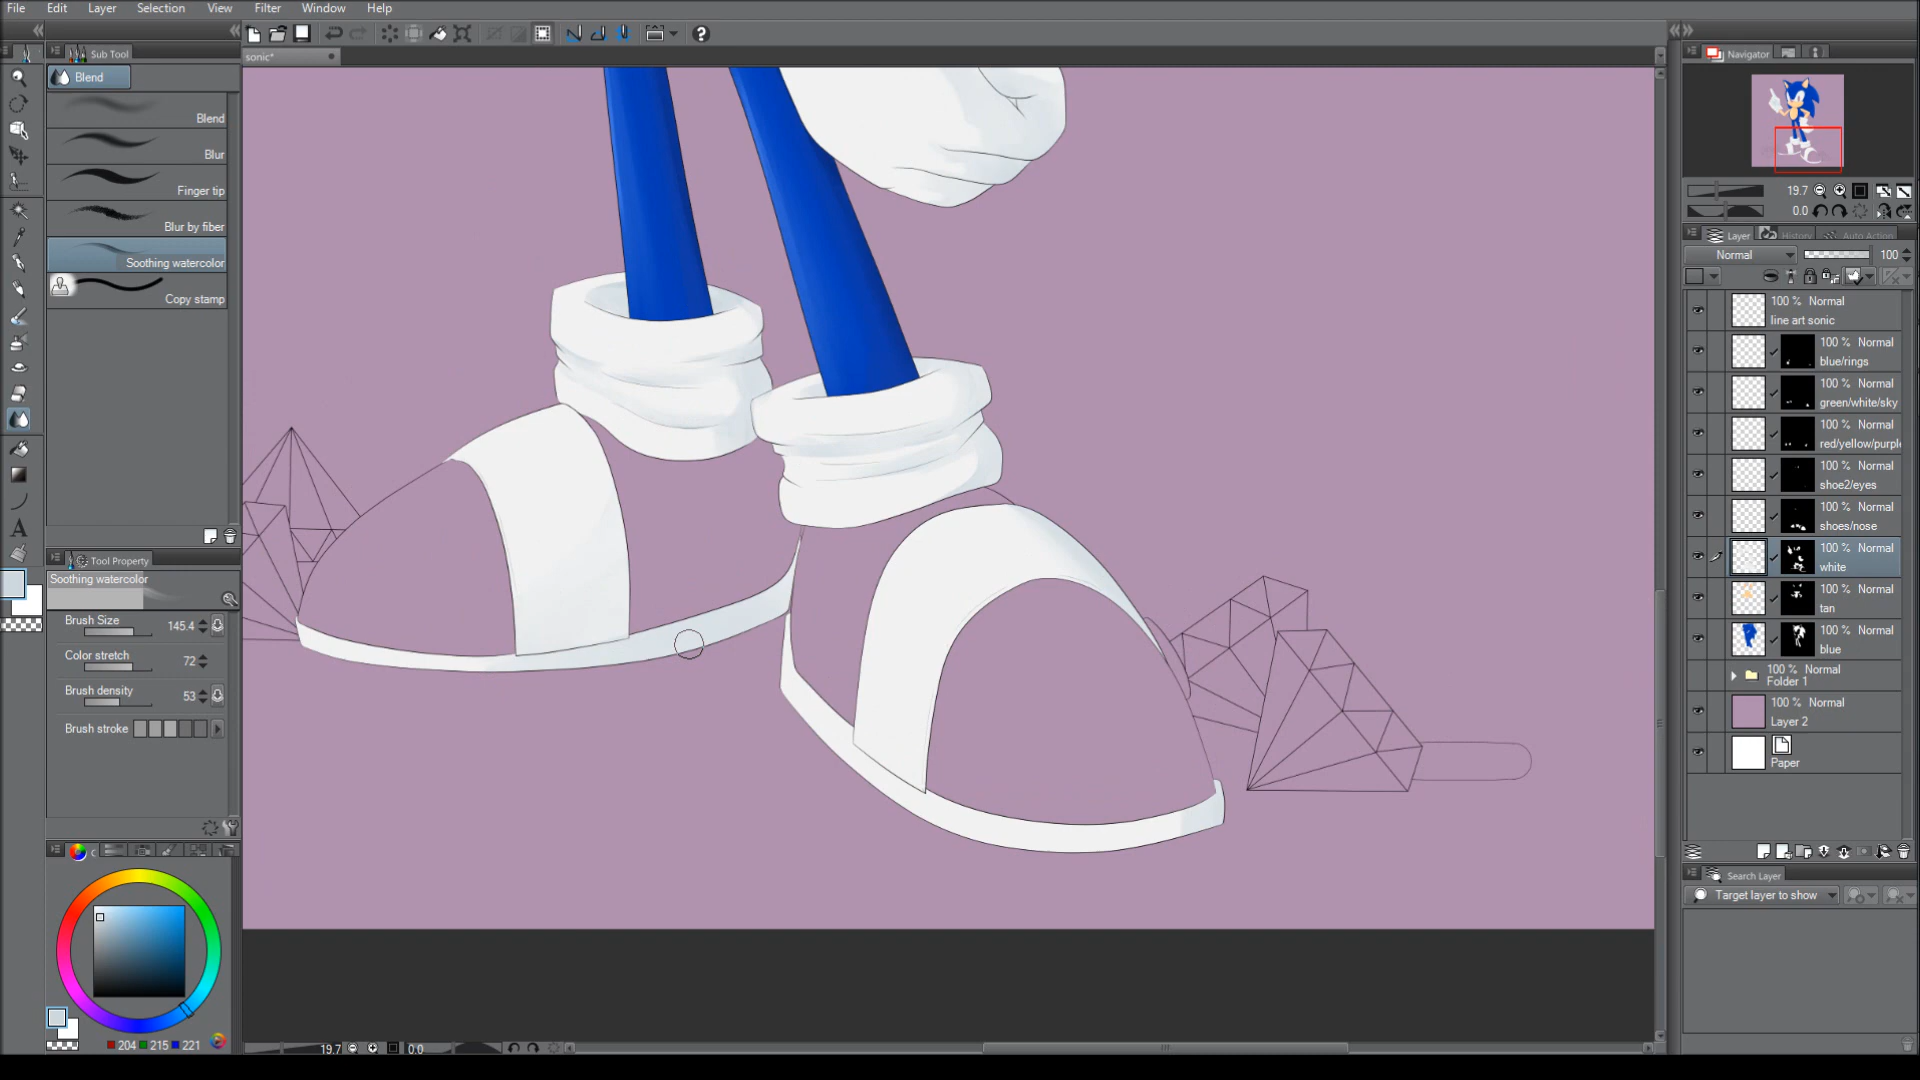 File Edit Layer Selection View Filter Window Help
Sub Tool
sonic*
Navigator
Blend
Blend
Blur
Finger tip
Blur by fiber
Soothing watercolor
Copy stamp
19.7
0.0
Layer History Auto Action
Normal 100
100 % Normal
line art sonic
100 % Normal
blue/rings
100 % Normal
green/white/sky
100 % Normal
red/yellow/purpl
100 % Normal
shoe2/eyes
100 % Normal
shoes/nose
100 % Normal
white
100 % Normal
tan
100 % Normal
blue
100 % Normal
Folder 1
100 % Normal
Layer 2
Paper
Tool Property
Soothing watercolor
Brush Size 145.4
Color stretch 72
Brush density 53
Brush stroke
Search Layer
Target layer to show
204 215 221
19.7 0.0